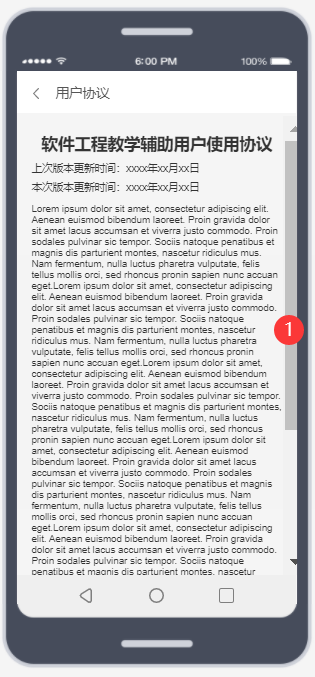 6:00 PM
100%
用户协议
软件工程教学辅助用户使用协议
上次版本更新时间：xxxx年xx月xx日
本次版本更新时间：xxxx年xx月xx日
Lorem ipsum dolor sit amet, consectetur adipiscing elit.
Aenean euismod bibendum laoreet. Proin gravida dolor
sit amet lacus accumsan et viverra justo commodo. Proin
sodales pulvinar sic tempor. Sociis natoque penatibus et
magnis dis parturient montes, nascetur ridiculus mus.
Nam fermentum, nulla luctus pharetra vulputate, felis
tellus mollis orci, sed rhoncus pronin sapien nunc accuan
eget.Lorem ipsum dolor sit amet, consectetur adipiscing
elit. Aenean euismod bibendum laoreet. Proin gravida
dolor sit amet lacus accumsan et viverra justo commodo.
Proin sodales pulvinar sic tempor. Sociis natoque
penatibus et magnis dis parturient montes, nascetur
ridiculus mus. Nam fermentum, nulla luctus pharetra
vulputate, felis tellus mollis orci, sed rhoncus pronin
sapien nunc accuan eget.Lorem ipsum dolor sit amet,
consectetur adipiscing elit. Aenean euismod bibendum
laoreet. Proin gravida dolor sit amet lacus accumsan et
viverra justo commodo. Proin sodales pulvinar sic tempor.
Sociis natoque penatibus et magnis dis parturient montes,
nascetur ridiculus mus. Nam fermentum, nulla luctus
pharetra vulputate, felis tellus mollis orci, sed rhoncus
pronin sapien nunc accuan eget.Lorem ipsum dolor sit
amet, consectetur adipiscing elit. Aenean euismod
bibendum laoreet. Proin gravida dolor sit amet lacus
accumsan et viverra justo commodo. Proin sodales
pulvinar sic tempor. Sociis natoque penatibus et magnis
dis parturient montes, nascetur ridiculus mus. Nam
fermentum, nulla luctus pharetra vulputate, felis tellus
mollis orci, sed rhoncus pronin sapien nunc accuan
eget.Lorem ipsum dolor sit amet, consectetur adipiscing
elit. Aenean euismod bibendum laoreet. Proin gravida
dolor sit amet lacus accumsan et viverra justo commodo.
Proin sodales pulvinar sic tempor. Sociis natoque
penatibus et magnis dis parturient montes, nascetur
1